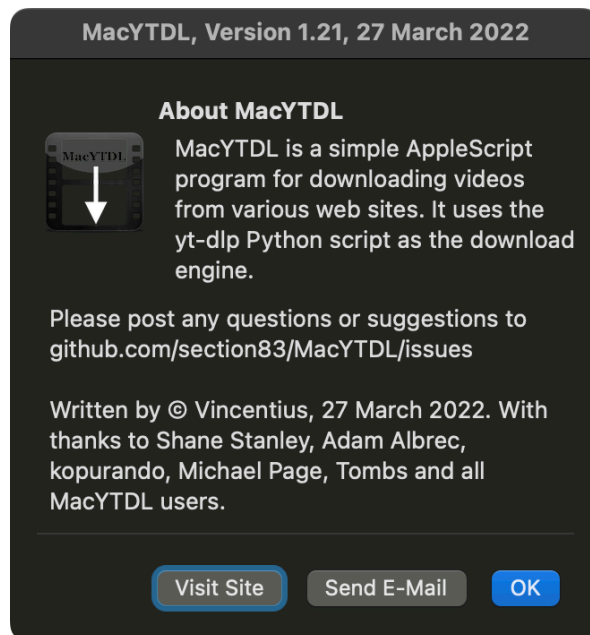 MacYTDL, Version 1.21, 27 March 2022
About MacYTDL
MacYTDL
MacYTDL is a simple AppleScript
program for downloading videos
from various web sites. It uses the
yt-dlp Python script as the download
engine.
Please post any questions or suggestions to
github.com/section83/MacYTDL/issues
Written by © Vincentius, 27 March 2022. With
thanks to Shane Stanley, Adam Albrec,
kopurando, Michael Page, Tombs and all
MacYTDL users.
Visit Site
Send E-Mail
OK